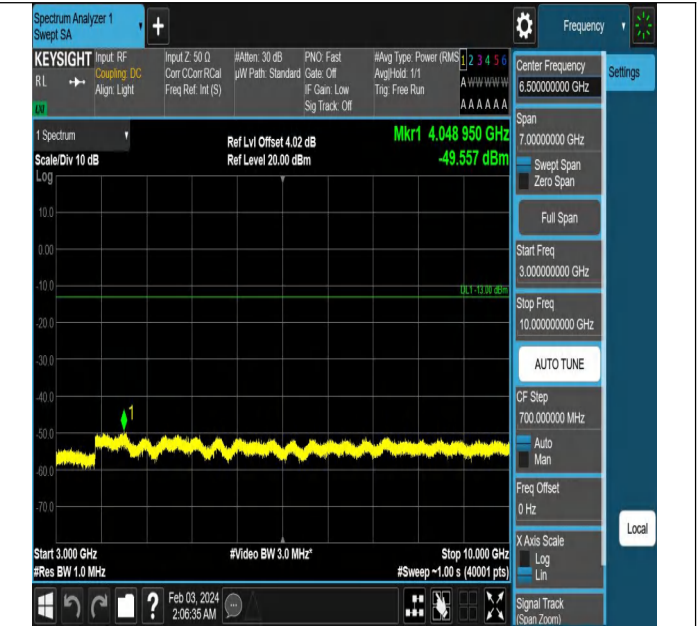 Spectrum Analyzer 1
Swept SA
+
Frequency
KEYSIGHT
RL
LXI
Input: RF
Coupling: DC
Align: Light
Input Z: 50 Ω
Corr CCorr RCal
Freq Ref: Int (S)
#Atten: 30 dB
µW Path: Standard
PNO: Fast
Gate: Off
IF Gain: Low
Sig Track: Off
#Avg Type: Power (RMS)
Avg|Hold: 1/1
Trig: Free Run
1 2 3 4 5 6
A W W W W W
A A A A A A
1 Spectrum
Scale/Div 10 dB
Log
Ref Lvl Offset 4.02 dB
Ref Level 20.00 dBm
Mkr1 4.048 950 GHz
-49.557 dBm
10.0
0.00
-10.0
DL1 -13.00 dBm
-20.0
-30.0
-40.0
1
-50.0
-60.0
-70.0
Start 3.000 GHz
#Res BW 1.0 MHz
#Video BW 3.0 MHz*
Stop 10.000 GHz
#Sweep ~1.00 s (40001 pts)
?
Feb 03, 2024
2:06:35 AM
Center Frequency
6.50000000 GHz
Settings
Span
7.00000000 GHz
Swept Span
Zero Span
Full Span
Start Freq
3.000000000 GHz
Stop Freq
10.000000000 GHz
AUTO TUNE
CF Step
700.000000 MHz
Auto
Man
Freq Offset
0 Hz
X Axis Scale
Log
Lin
Local
Signal Track
(Span Zoom)